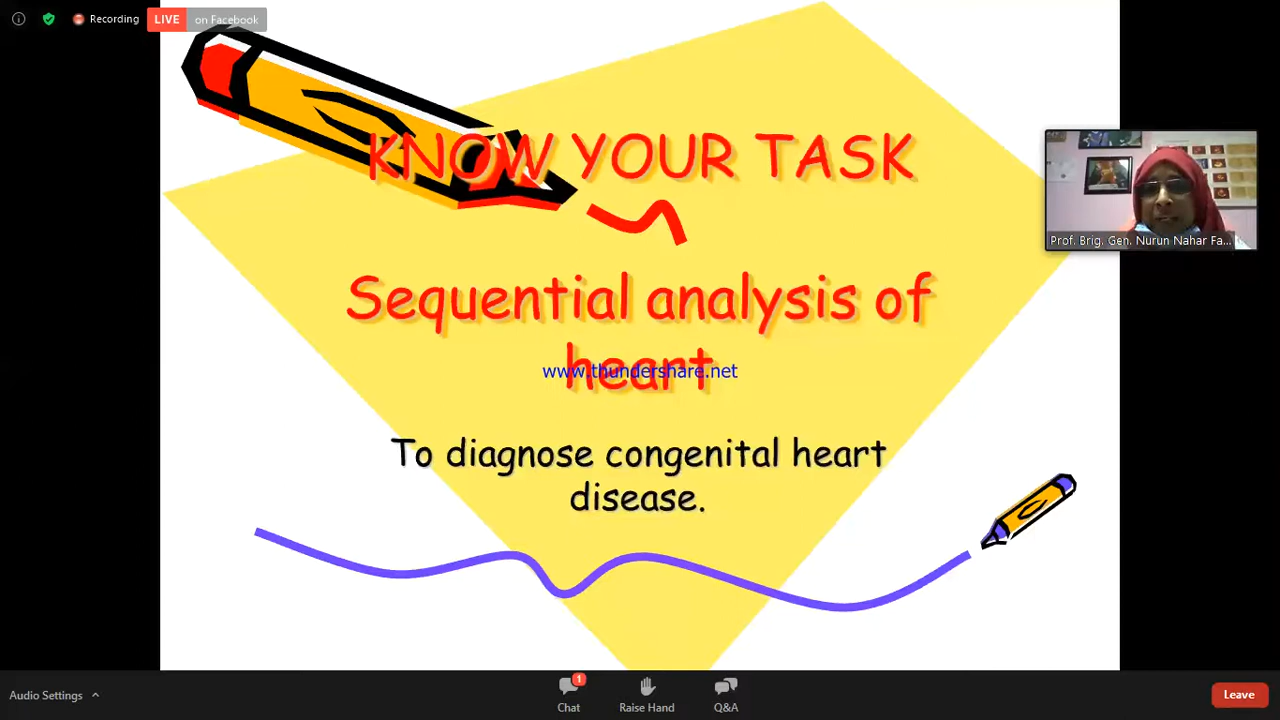 Recording
LIVE on Facebook
KNOW YOUR TASK
Prof. Brig. Gen. Nurun Nahar Fa...
Sequential analysis of
heart
www.thundershare.net
To diagnose congenital heart
disease.
Audio Settings
1
Chat
Raise Hand
Q&A
Leave